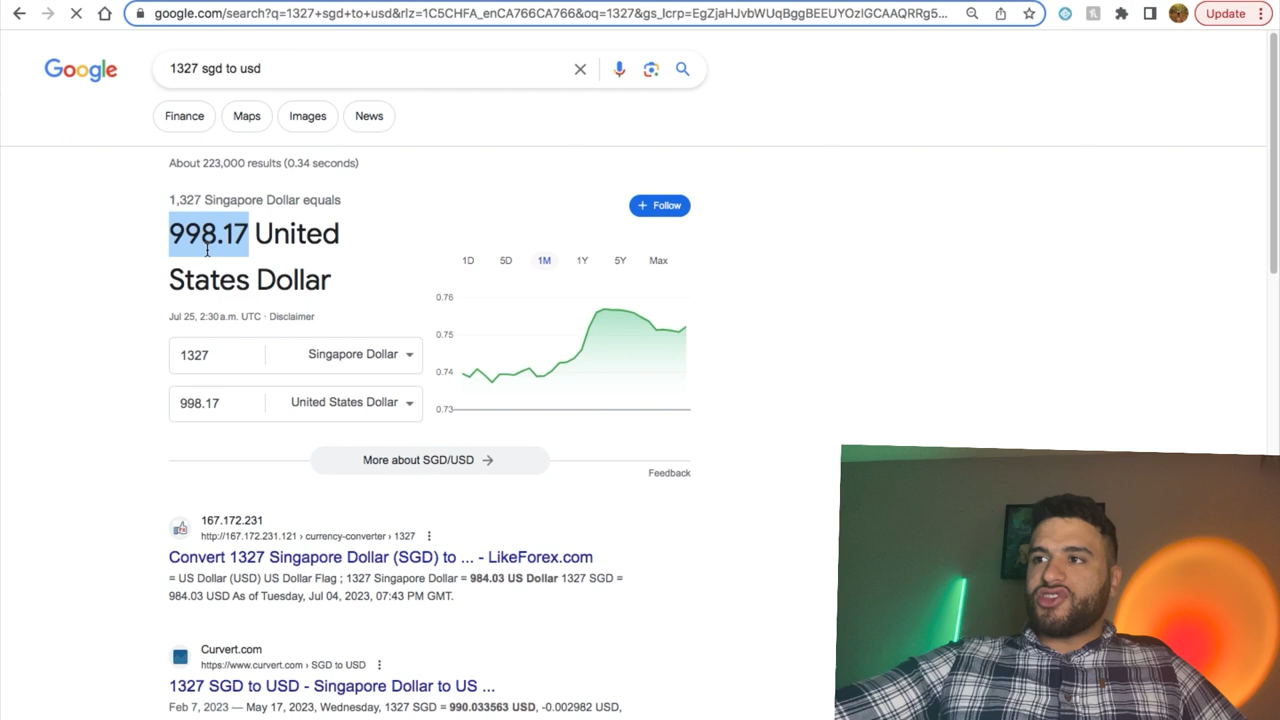 google.com/search?q=1327+sgd+to+usd&rlz=1C5CHFA_enCA766CA766&oq=1327&gs_lcrp=EgZjaHJvbWUqBggBEEUYOzIGCAAQRRg5...
Update
Google
1327 sgd to usd
Finance
Maps
Images
News
About 223,000 results (0.34 seconds)
1,327 Singapore Dollar equals
+ Follow
998.17 United
States Dollar
1D 5D 1M 1Y 5Y Max
Jul 25, 2:30 a.m. UTC · Disclaimer
0.76
0.75
0.74
0.73
1327 Singapore Dollar
998.17 United States Dollar
More about SGD/USD
Feedback
167.172.231
http://167.172.231.121 › currency-converter › 1327
Convert 1327 Singapore Dollar (SGD) to ... - LikeForex.com
= US Dollar (USD) US Dollar Flag ; 1327 Singapore Dollar = 984.03 US Dollar 1327 SGD =
984.03 USD As of Tuesday, Jul 04, 2023, 07:43 PM GMT.
Curvert.com
https://www.curvert.com › SGD to USD
1327 SGD to USD - Singapore Dollar to US ...
Feb 7, 2023 — May 17, 2023, Wednesday, 1327 SGD = 990.033563 USD, -0.002982 USD,